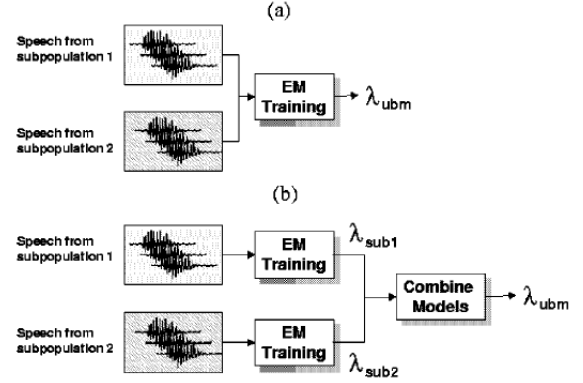 (a)
Speech from
subpopulation 1
EM
Training
λubm
Speech from
subpopulation 2
(b)
Speech from
subpopulation 1
EM
Training
λsub1
Combine
Models
λubm
Speech from
subpopulation 2
EM
Training
λsub2